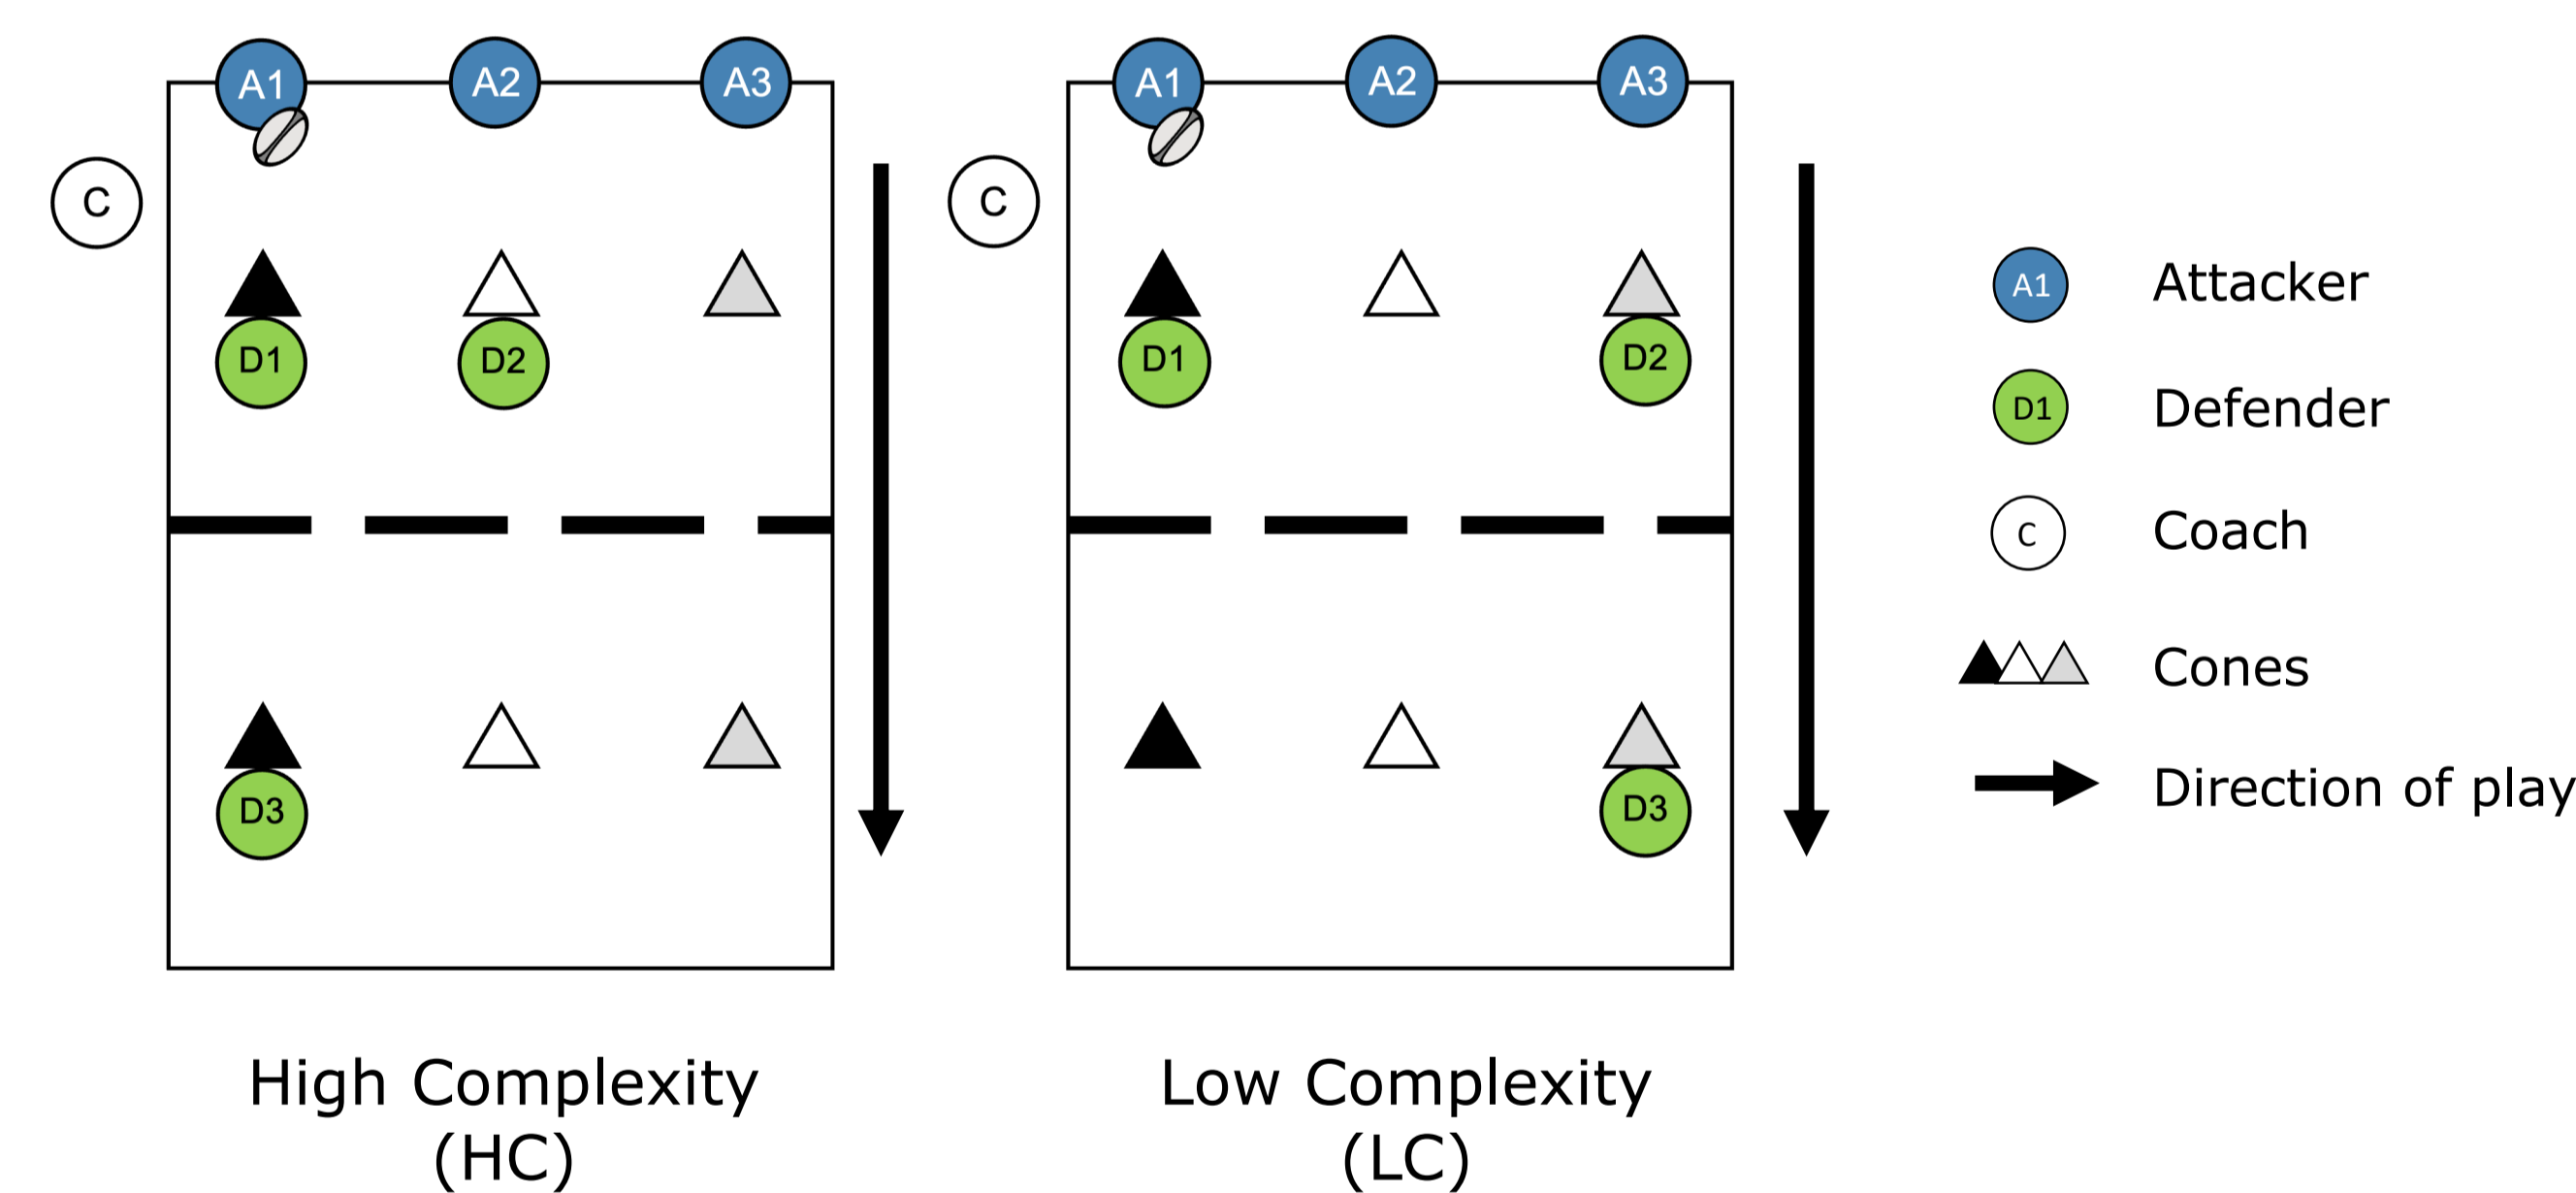 A1 A2 A3
C
D1 D2
D3
High Complexity
(HC)
A1 A2 A3
C
D1 D2
D3
Low Complexity
(LC)
A1 Attacker
D1 Defender
C Coach
Cones
Direction of play